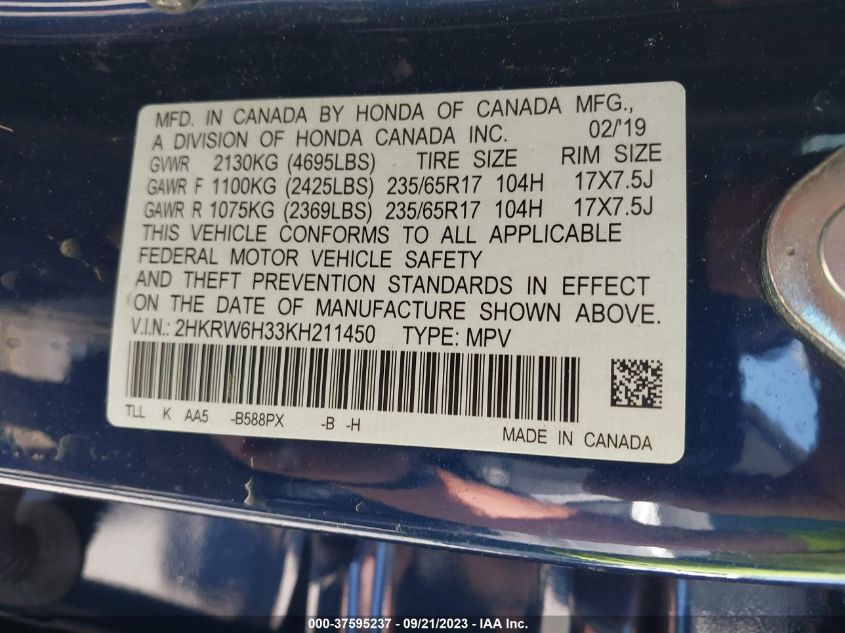 MFD. IN CANADA BY HONDA OF CANADA MFG.,
A DIVISION OF HONDA CANADA INC. 02/'19
GVWR 2130KG (4695LBS) TIRE SIZE RIM SIZE
GAWR F 1100KG (2425LBS) 235/65R17 104H 17X7.5J
GAWR R 1075KG (2369LBS) 235/65R17 104H 17X7.5J
THIS VEHICLE CONFORMS TO ALL APPLICABLE
FEDERAL MOTOR VEHICLE SAFETY
AND THEFT PREVENTION STANDARDS IN EFFECT
ON THE DATE OF MANUFACTURE SHOWN ABOVE.
V.I.N.: 2HKRW6H33KH211450 TYPE: MPV
TLL K AA5 -B588PX -B -H
MADE IN CANADA
000-37595237 - 09/21/2023 - IAA Inc.